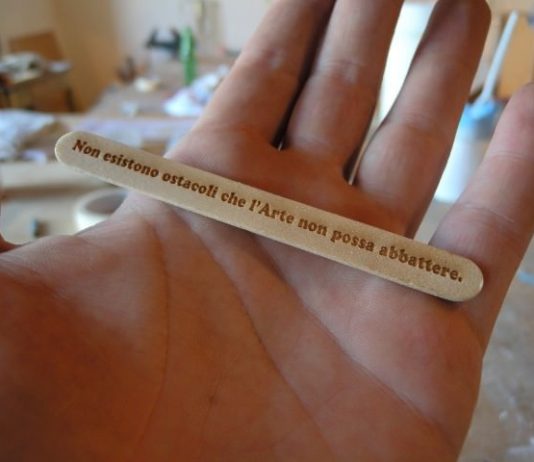 Non esistono ostacoli che l'Arte non possa abbattere.